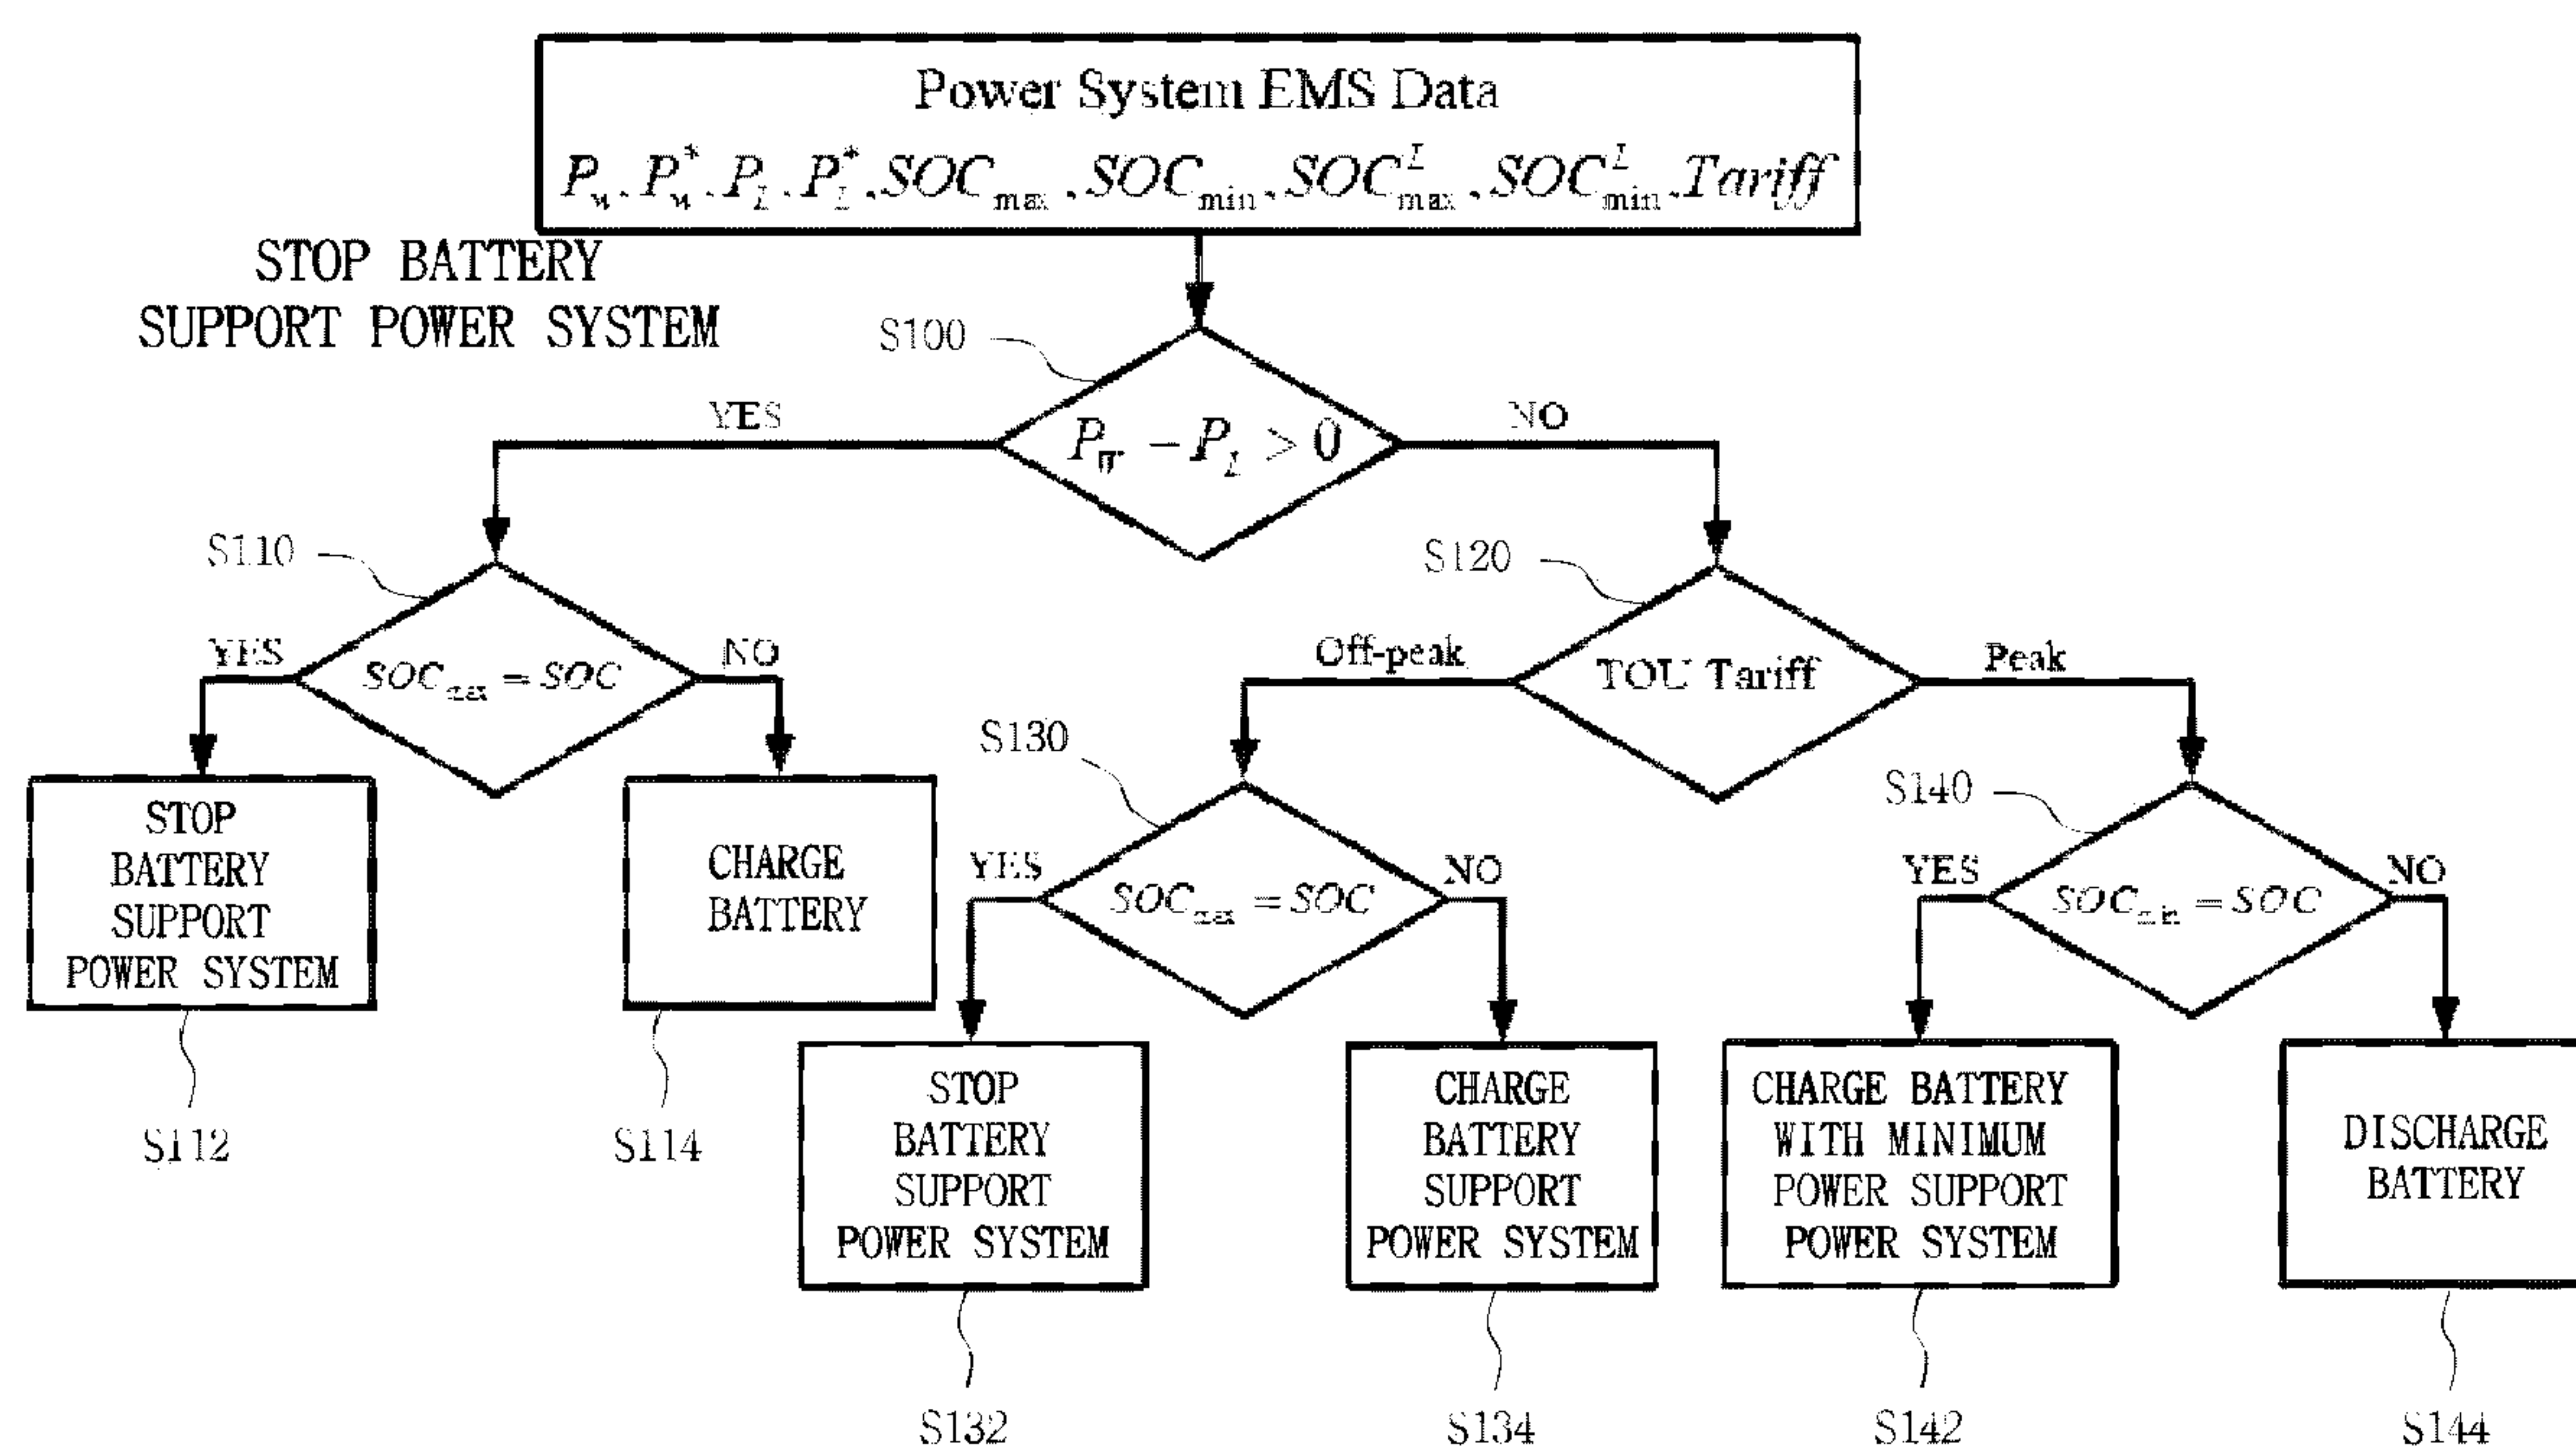 Power System EMS Data
P_w, P_w^*, P_L, P_L^*, SOC_max, SOC_min, SOC_max^L, SOC_min^L, Tariff
STOP BATTERY
SUPPORT POWER SYSTEM
S100
YES
P_W - P_L > 0
NO
S110
S120
YES
SOC_max = SOC
NO
Off-peak
TOU Tariff
Peak
S130
S140
STOP
BATTERY
SUPPORT
POWER SYSTEM
CHARGE
BATTERY
YES
SOC_max = SOC
NO
YES
SOC_min = SOC
NO
S112
S114
STOP
BATTERY
SUPPORT
POWER SYSTEM
CHARGE
BATTERY
SUPPORT
POWER SYSTEM
CHARGE BATTERY
WITH MINIMUM
POWER SUPPORT
POWER SYSTEM
DISCHARGE
BATTERY
S132
S134
S142
S144